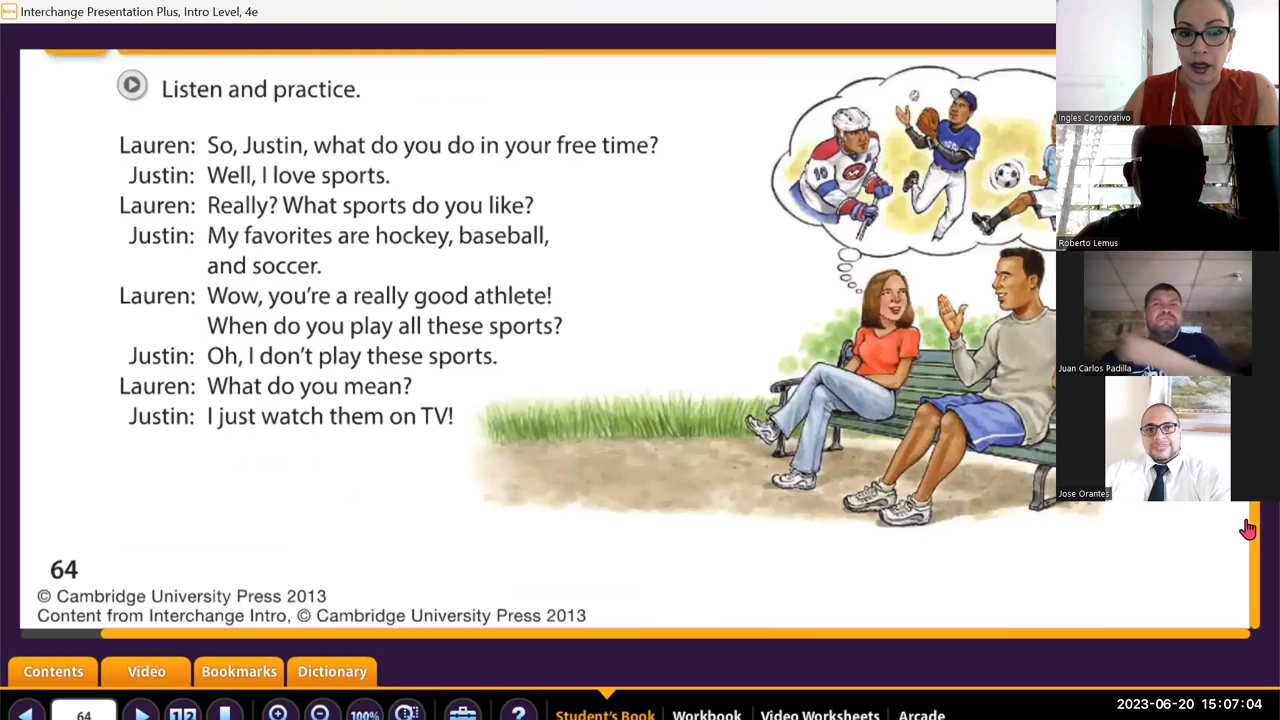 Interchange Presentation Plus, Intro Level, 4e
Listen and practice.
Lauren: So, Justin, what do you do in your free time?
Justin: Well, I love sports.
Lauren: Really? What sports do you like?
Justin: My favorites are hockey, baseball,
and soccer.
Lauren: Wow, you're a really good athlete!
When do you play all these sports?
Justin: Oh, I don't play these sports.
Lauren: What do you mean?
Justin: I just watch them on TV!
64
© Cambridge University Press 2013
Content from Interchange Intro, © Cambridge University Press 2013
Ingles Corporativo
Roberto Lemus
Juan Carlos Padilla
Jose Orantes
10
Contents Video Bookmarks Dictionary
64 100% ? Student's Book Workbook Video Worksheets Arcade
2023-06-20 15:07:04